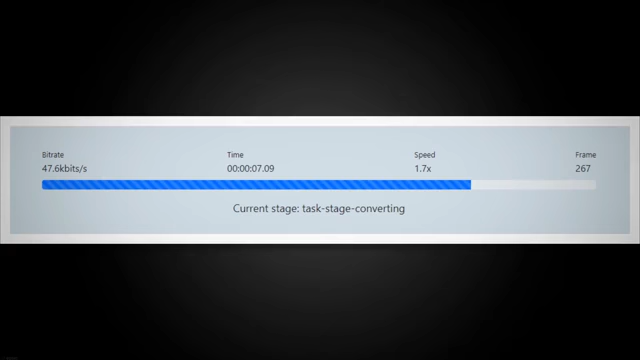 Bitrate Time Speed Frame
47.6kbits/s 00:00:07.09 1.7x 267
Current stage: task-stage-converting